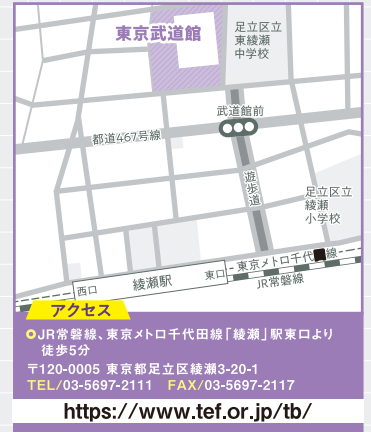 東京武道館
足立区立
東綾瀬
中学校
武道館前
都道467号線
遊歩道
足立区立
綾瀬
小学校
東京メトロ千代田線
JR常磐線
東口
綾瀬駅
西口
アクセス
JR常磐線、東京メトロ千代田線「綾瀬」駅東口より
徒歩5分
〒120-0005 東京都足立区綾瀬3-20-1
TEL/03-5697-2111 FAX/03-5697-2117
https://www.tef.or.jp/tb/